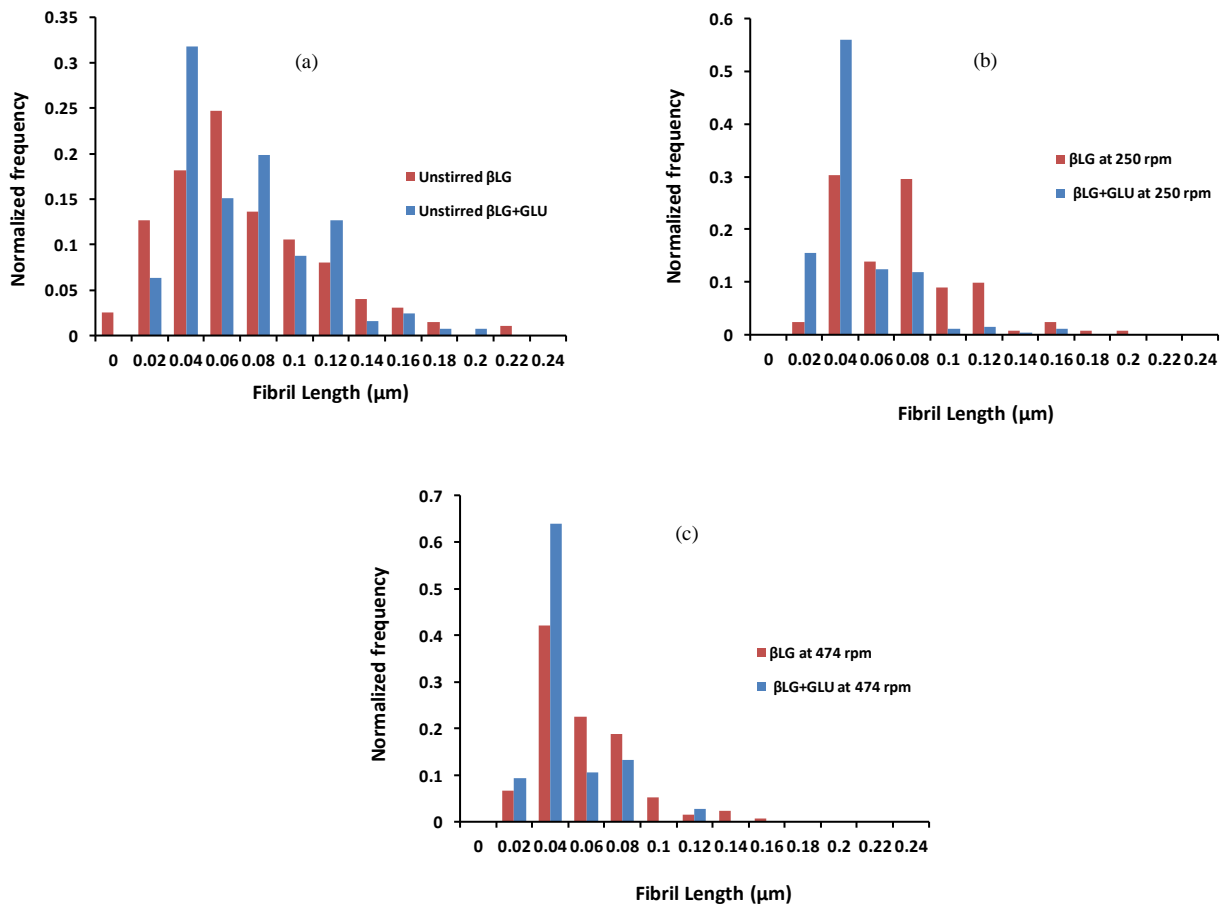 (a)
Normalized frequency
0.35
0.3
0.25
0.2
0.15
0.1
0.05
0
Unstirred βLG
Unstirred βLG+GLU
0 0.02 0.04 0.06 0.08 0.1 0.12 0.14 0.16 0.18 0.2 0.22 0.24
Fibril Length (µm)
(b)
Normalized frequency
0.6
0.5
0.4
0.3
0.2
0.1
0
βLG at 250 rpm
βLG+GLU at 250 rpm
0 0.02 0.04 0.06 0.08 0.1 0.12 0.14 0.16 0.18 0.2 0.22 0.24
Fibril Length (µm)
(c)
Normalized frequency
0.7
0.6
0.5
0.4
0.3
0.2
0.1
0
βLG at 474 rpm
βLG+GLU at 474 rpm
0 0.02 0.04 0.06 0.08 0.1 0.12 0.14 0.16 0.18 0.2 0.22 0.24
Fibril Length (µm)